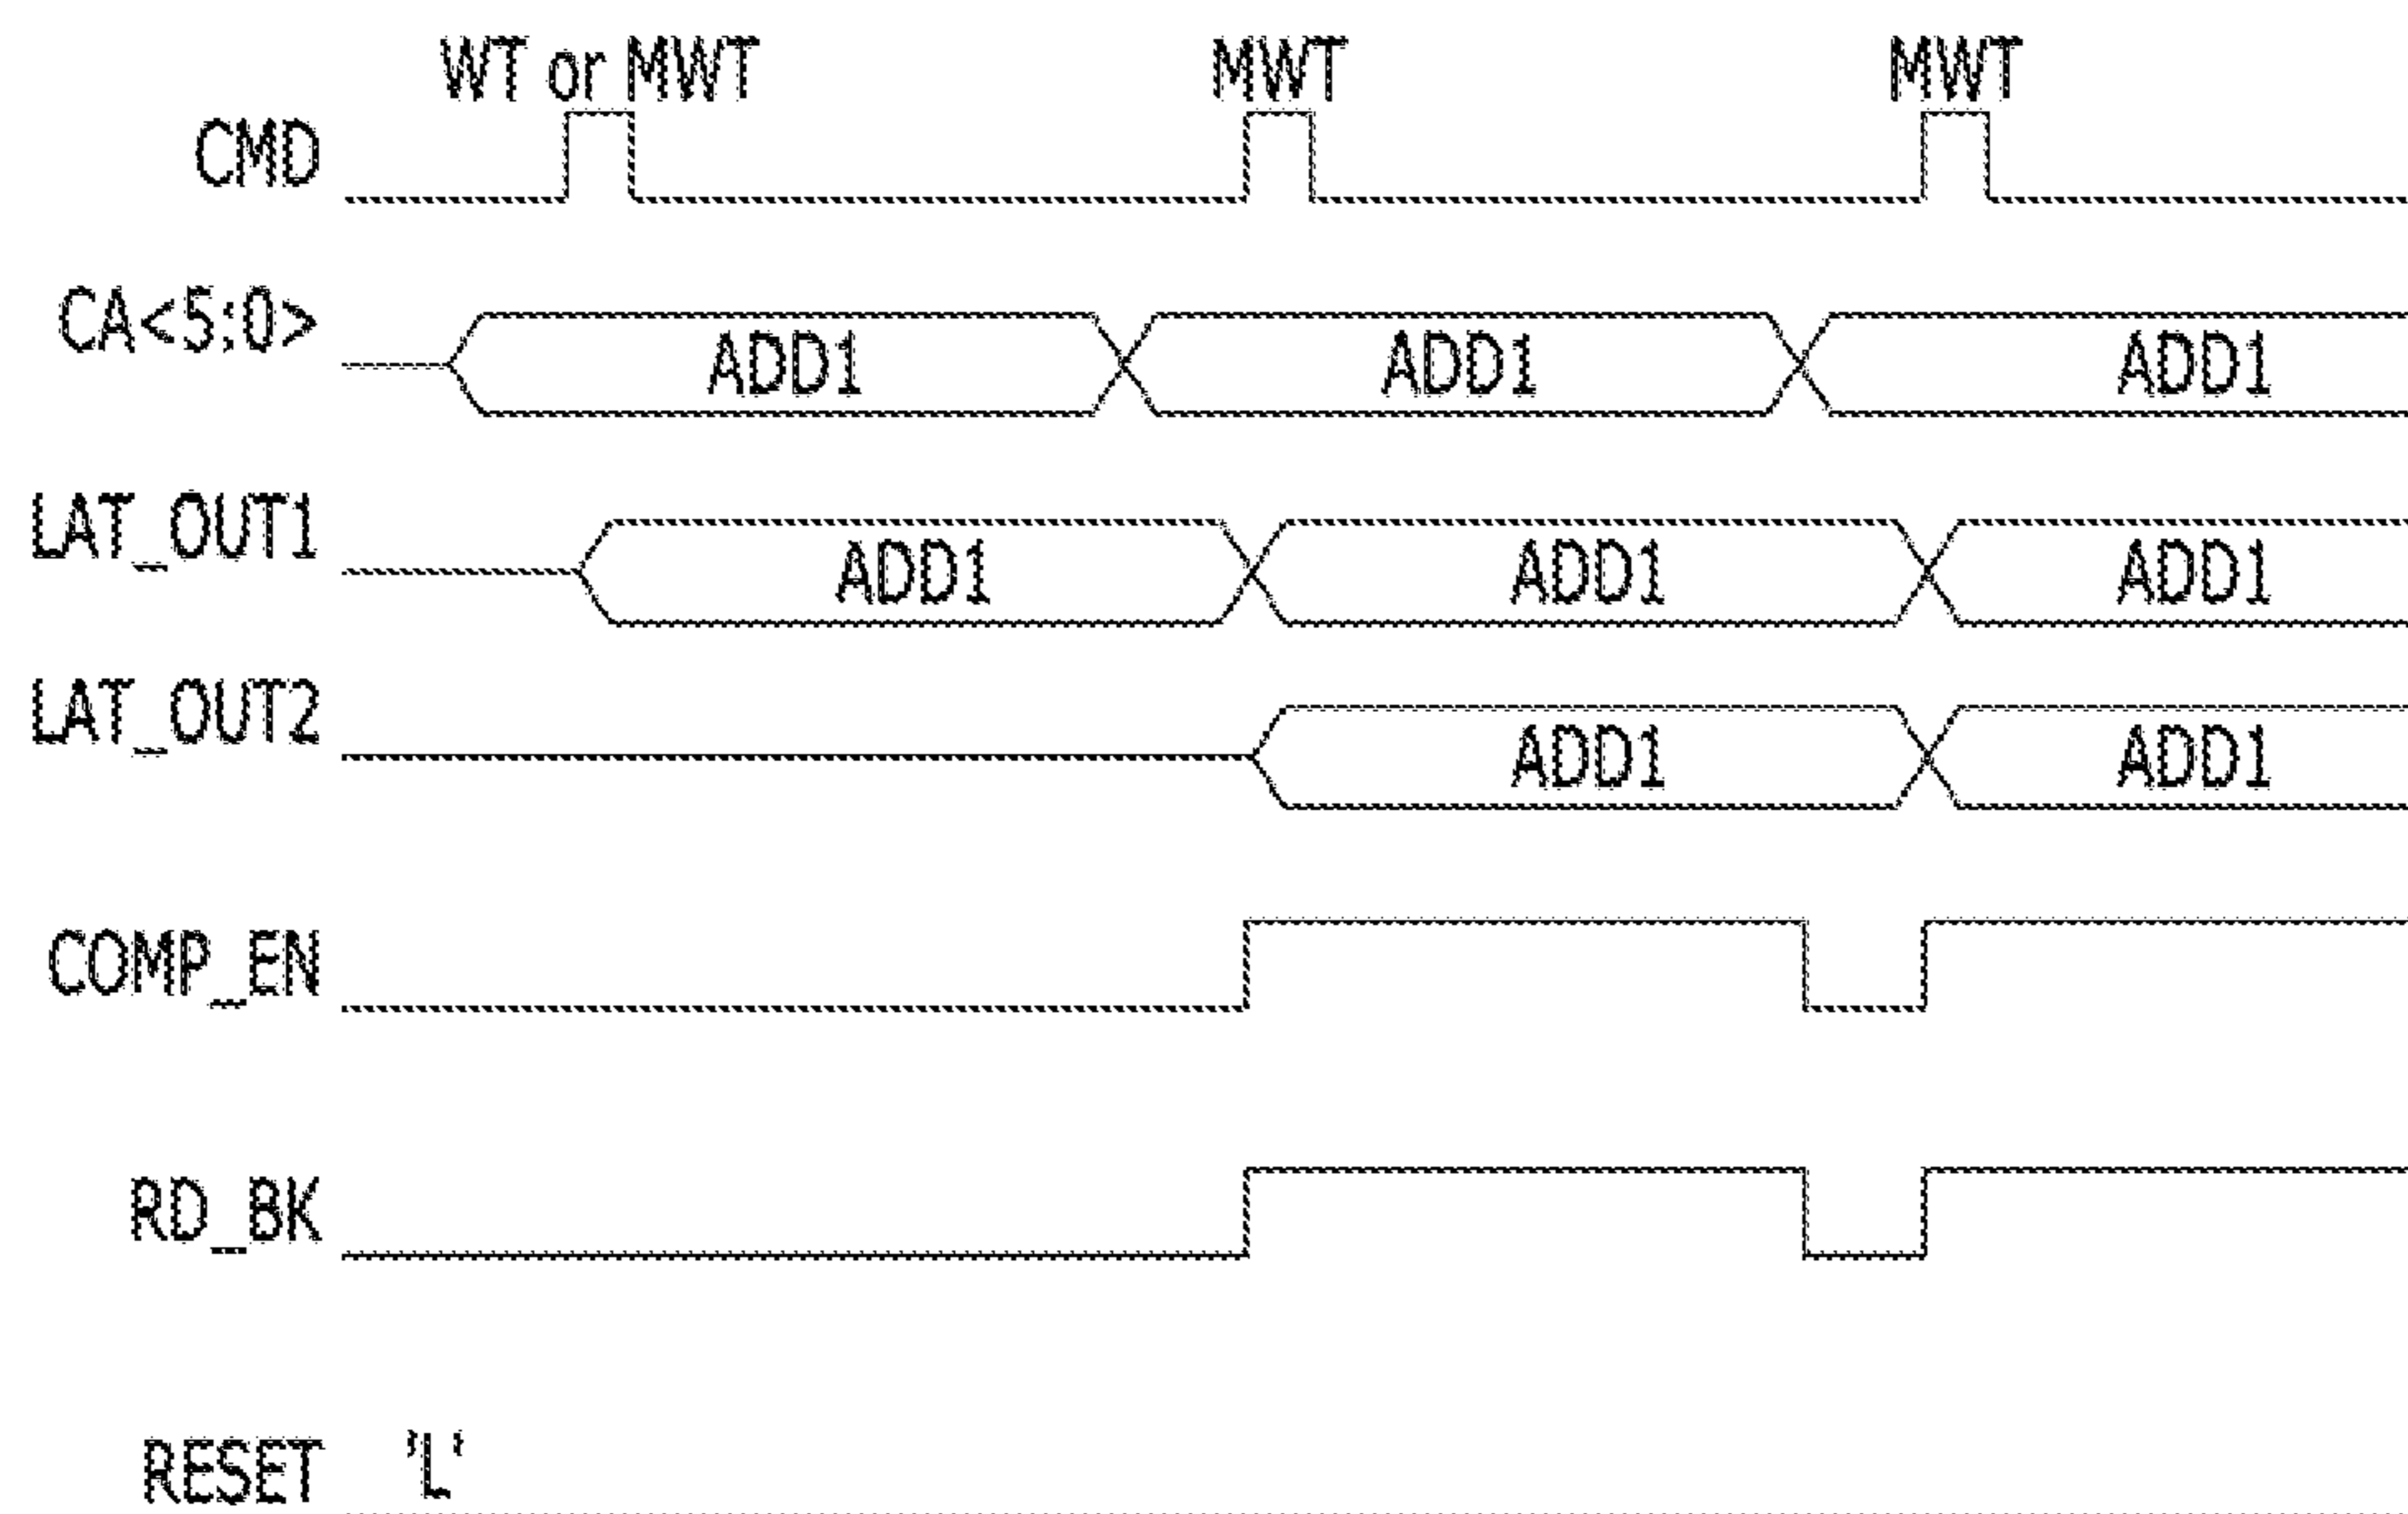 WT or MWT MWT MWT
CMD
CA<5:0>
ADD1 ADD1 ADD1
LAT_OUT1
ADD1 ADD1 ADD1
LAT_OUT2
ADD1 ADD1
COMP_EN
RD_BK
RESET 'L'